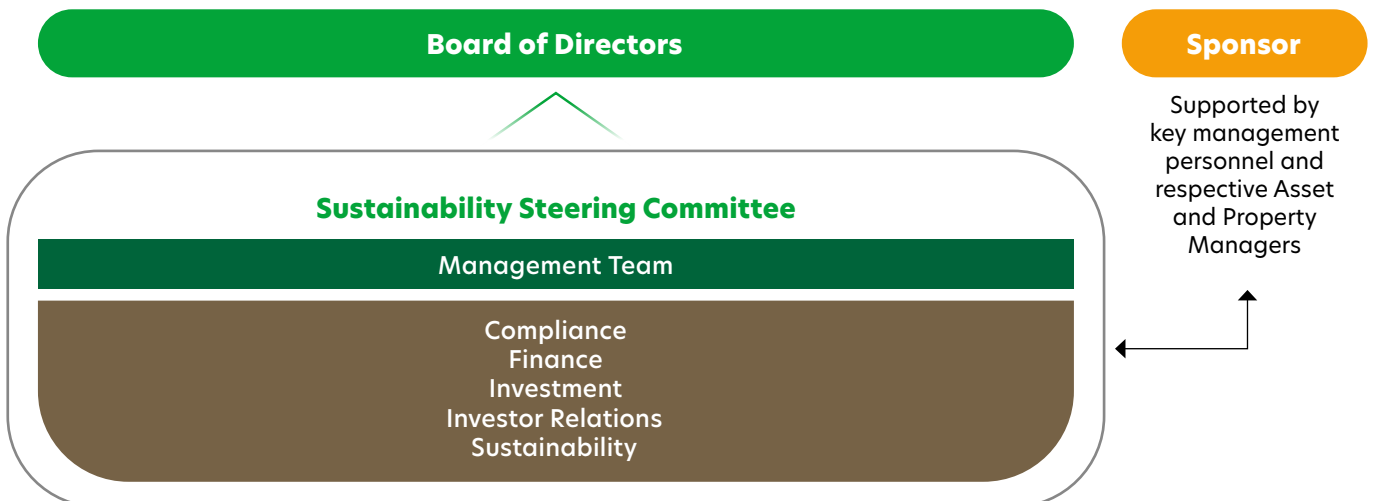 Board of Directors
Sponsor
Supported by
key management
personnel and
respective Asset
and Property
Managers
Sustainability Steering Committee
Management Team
Compliance
Finance
Investment
Investor Relations
Sustainability